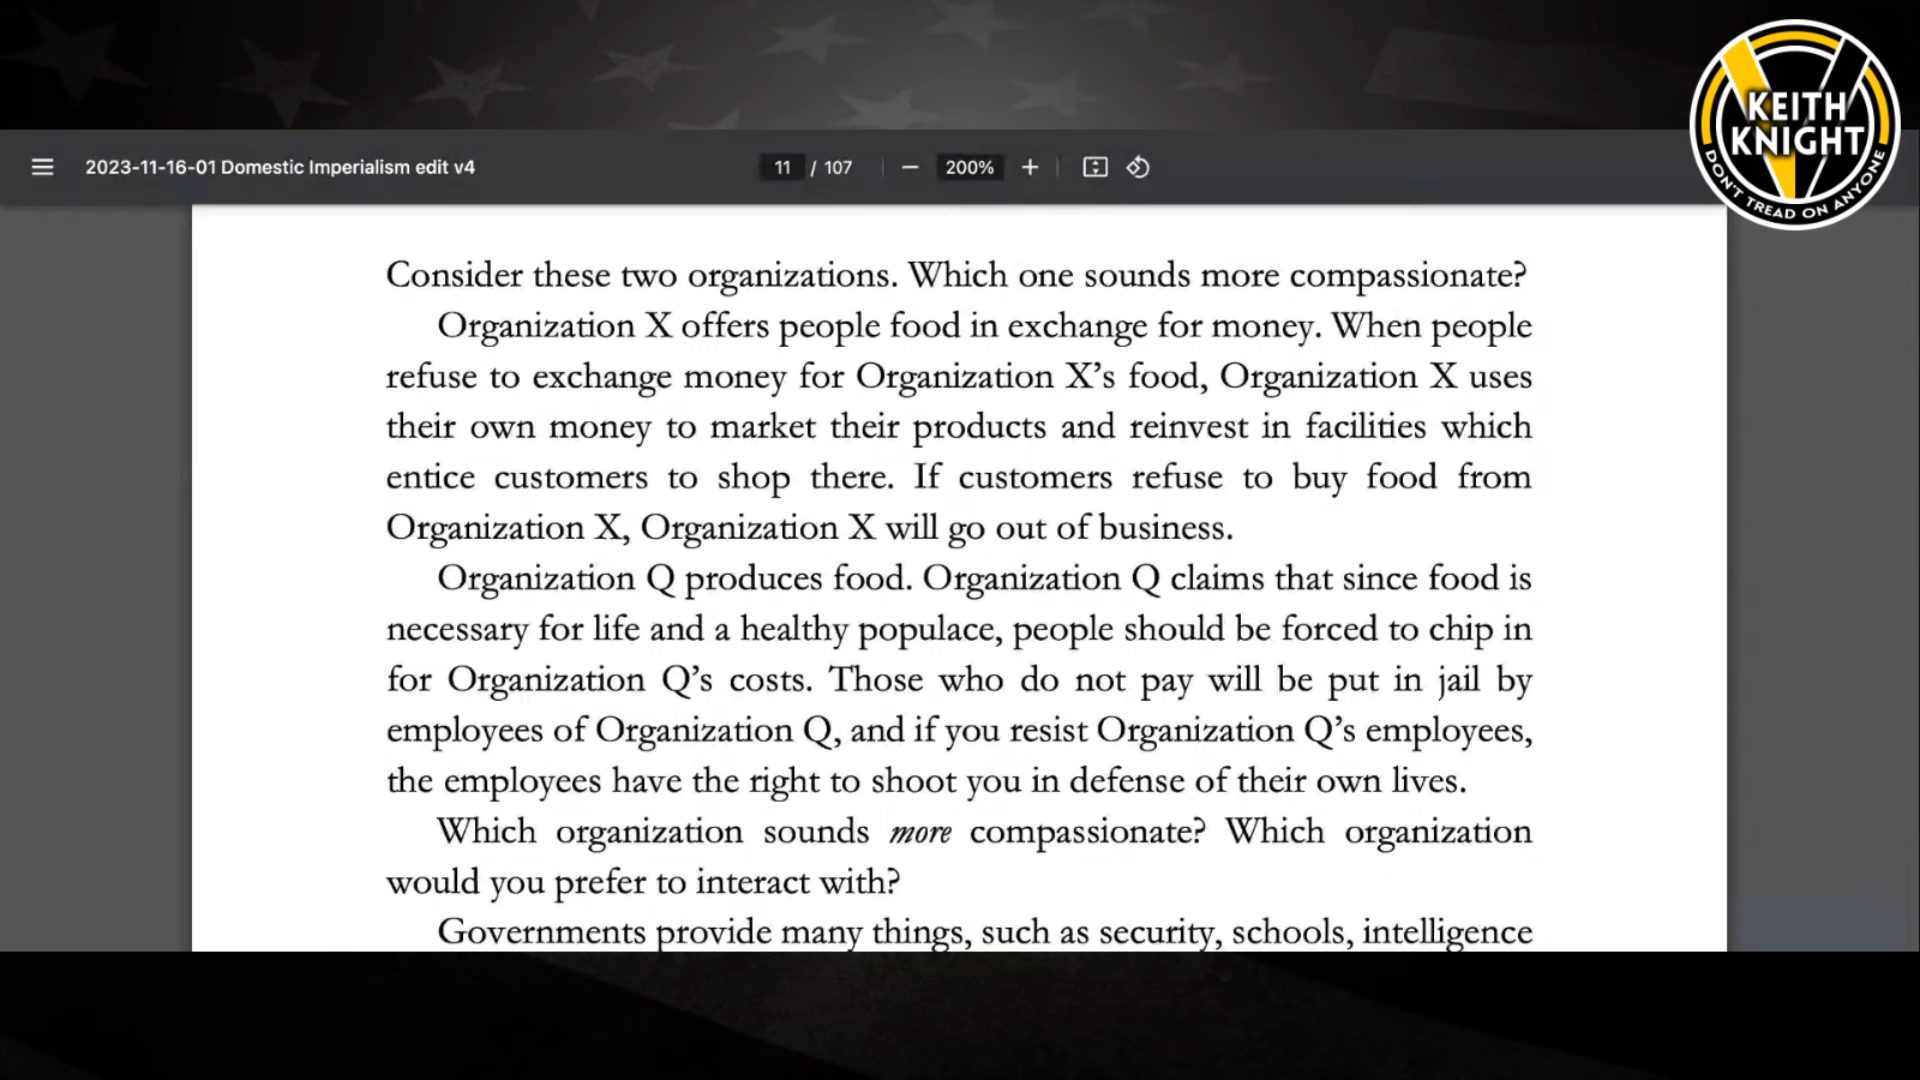 KEITH
KNIGHT
DON'T TREAD ON ANYONE
2023-11-16-01 Domestic Imperialism edit v4
11 / 107
200%
Consider these two organizations. Which one sounds more compassionate?
Organization X offers people food in exchange for money. When people
refuse to exchange money for Organization X’s food, Organization X uses
their own money to market their products and reinvest in facilities which
entice customers to shop there. If customers refuse to buy food from
Organization X, Organization X will go out of business.
Organization Q produces food. Organization Q claims that since food is
necessary for life and a healthy populace, people should be forced to chip in
for Organization Q’s costs. Those who do not pay will be put in jail by
employees of Organization Q, and if you resist Organization Q’s employees,
the employees have the right to shoot you in defense of their own lives.
Which organization sounds more compassionate? Which organization
would you prefer to interact with?
Governments provide many things, such as security, schools, intelligence